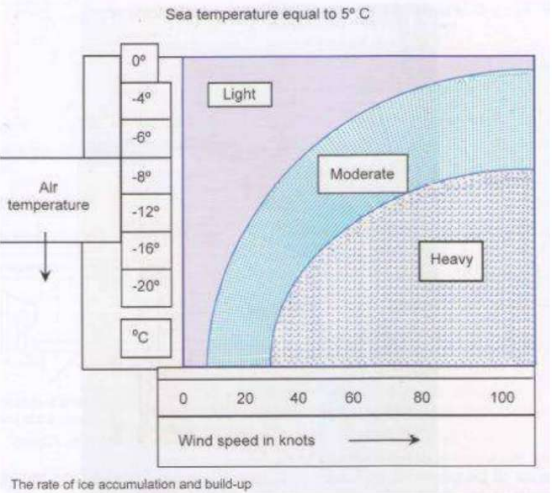 Sea temperature equal to 5° C
0°
-4°
-6°
-8°
-12°
-16°
-20°
°C
Air
temperature
Light
Moderate
Heavy
0 20 40 60 80 100
Wind speed in knots
The rate of ice accumulation and build-up